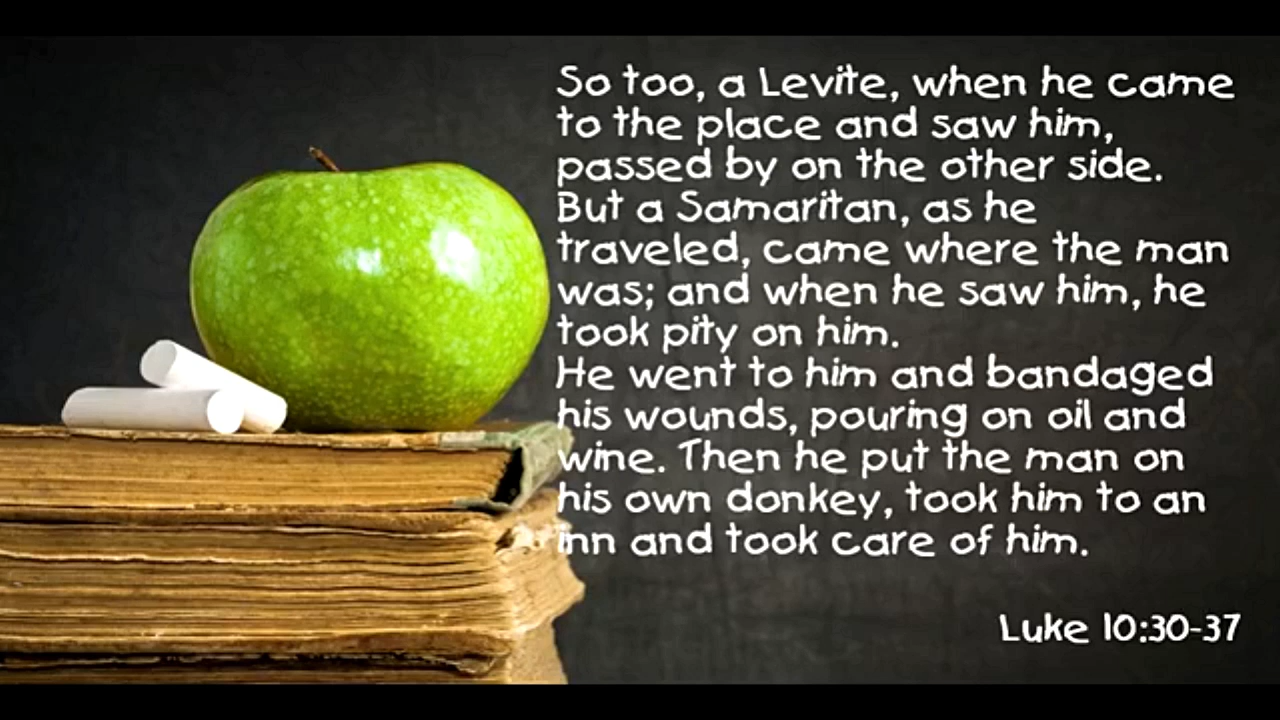 So too, a Levite, when he came
to the place and saw him,
passed by on the other side.
But a Samaritan, as he
traveled, came where the man
was; and when he saw him, he
took pity on him.
He went to him and bandaged
his wounds, pouring on oil and
wine. Then he put the man on
his own donkey, took him to an
inn and took care of him.
Luke 10:30-37